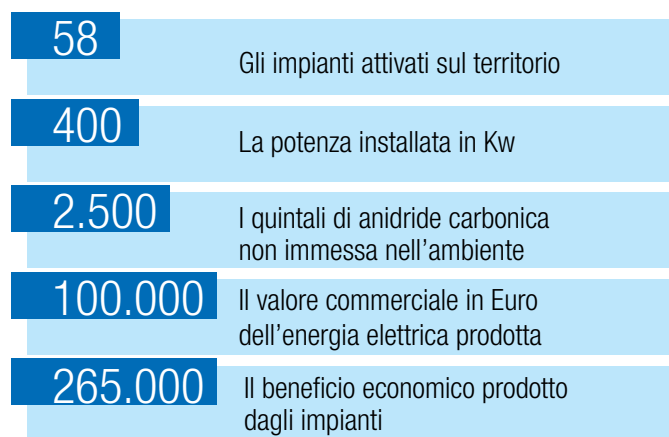 58
Gli impianti attivati sul territorio
400
La potenza installata in Kw
2.500
I quintali di anidride carbonica
non immessa nell'ambiente
100.000
Il valore commerciale in Euro
dell'energia elettrica prodotta
265.000
Il beneficio economico prodotto
dagli impianti